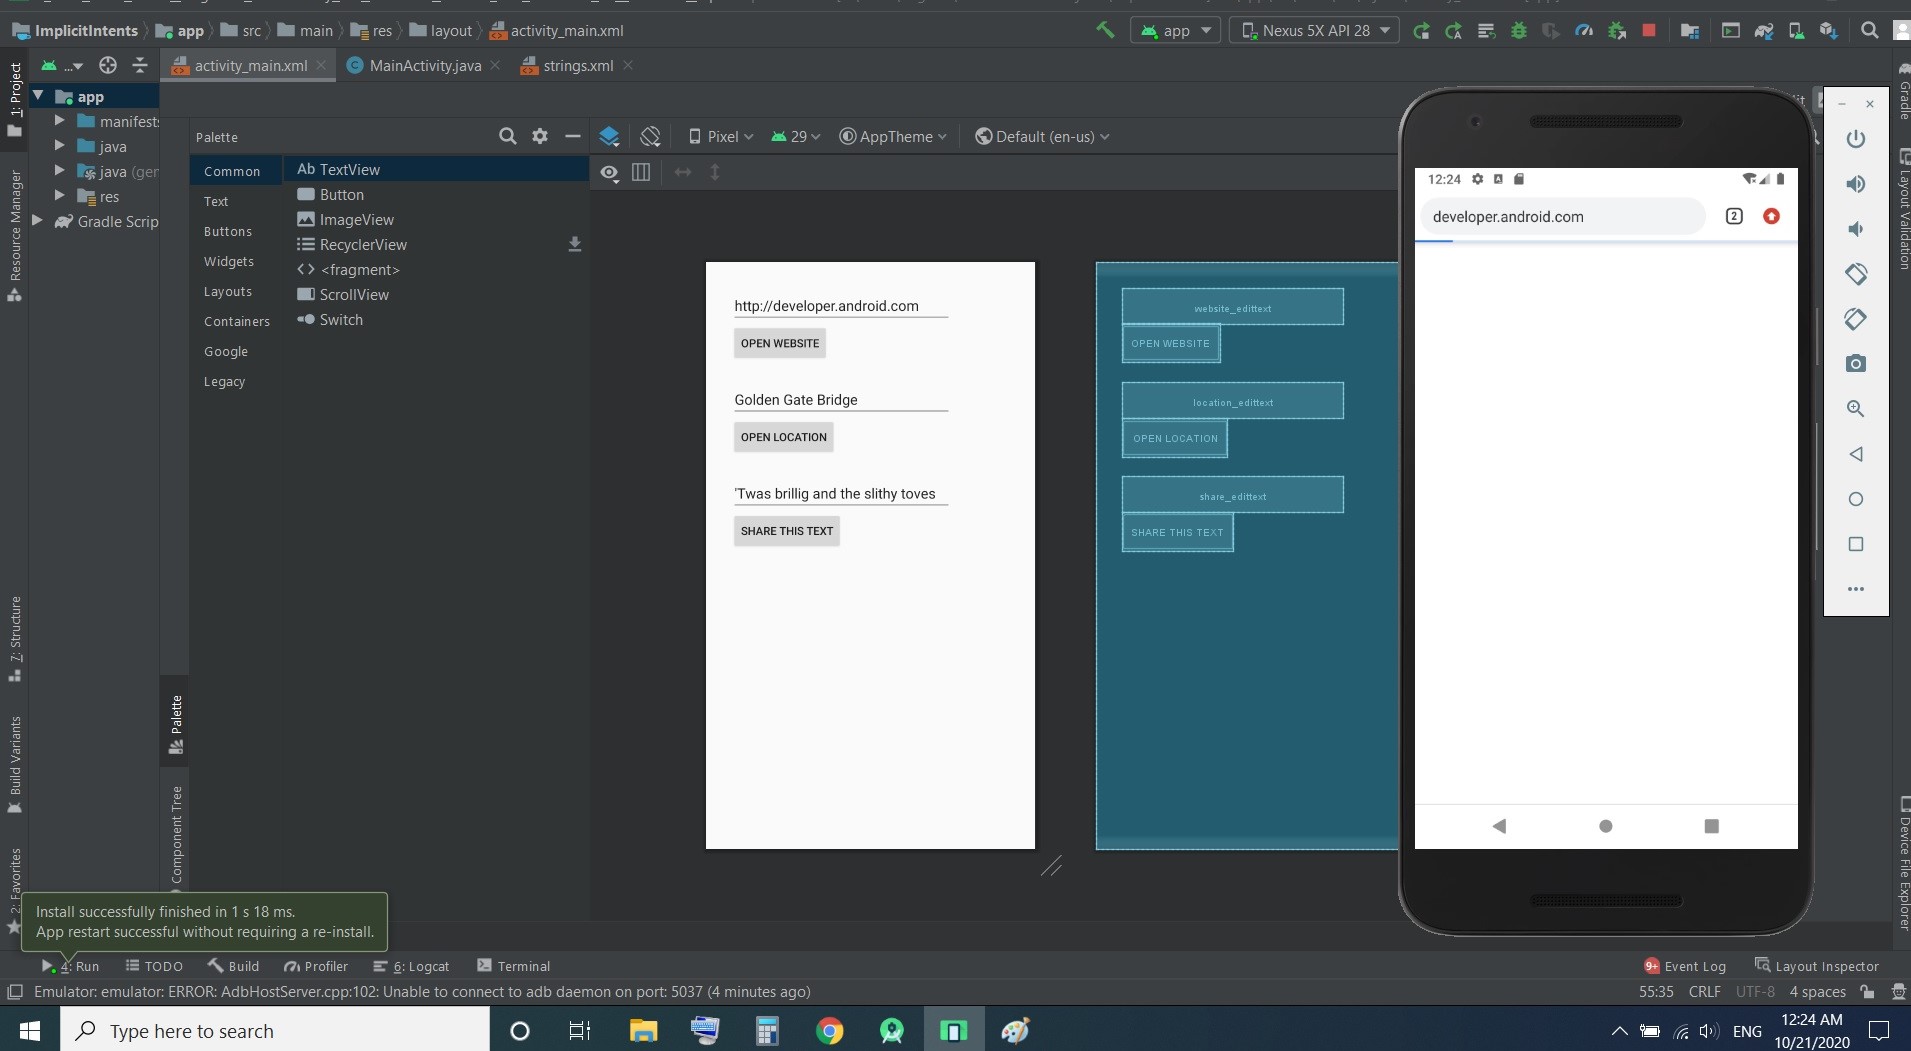 ImplicitIntents
app
src
main
res
layout
activity_main.xml
app
Nexus 5X API 28
...
activity_main.xml
MainActivity.java
strings.xml
1: Project
Resource Manager
7: Structure
Build Variants
2: Favorites
app
manifests
java
java (ger
res
Gradle Scrip
Palette
Component Tree
Palette
Common
Text
Buttons
Widgets
Layouts
Containers
Google
Legacy
Ab TextView
Button
ImageView
RecyclerView
<fragment>
ScrollView
Switch
Pixel
29
AppTheme
Default (en-us)
http://developer.android.com
OPEN WEBSITE
Golden Gate Bridge
OPEN LOCATION
'Twas brillig and the slithy toves
SHARE THIS TEXT
website_edittext
OPEN WEBSITE
location_edittext
OPEN LOCATION
share_edittext
SHARE THIS TEXT
12:24
developer.android.com
2
Gradle
Layout Validation
Device File Explorer
Install successfully finished in 1 s 18 ms.
App restart successful without requiring a re-install.
4: Run
TODO
Build
Profiler
6: Logcat
Terminal
9+ Event Log
Layout Inspector
Emulator: emulator: ERROR: AdbHostServer.cpp:102: Unable to connect to adb daemon on port: 5037 (4 minutes ago)
55:35
CRLF
UTF-8
4 spaces
Type here to search
ENG
12:24 AM
10/21/2020